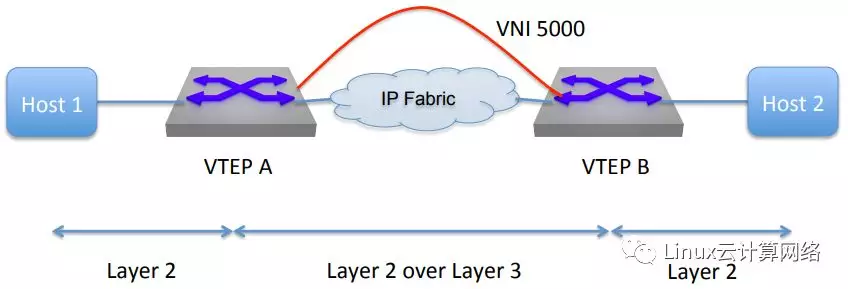 VNI 5000
Host 1
IP Fabric
Host 2
VTEP A
VTEP B
Linux云计算网络
Layer 2
Layer 2 over Layer 3
Layer 2